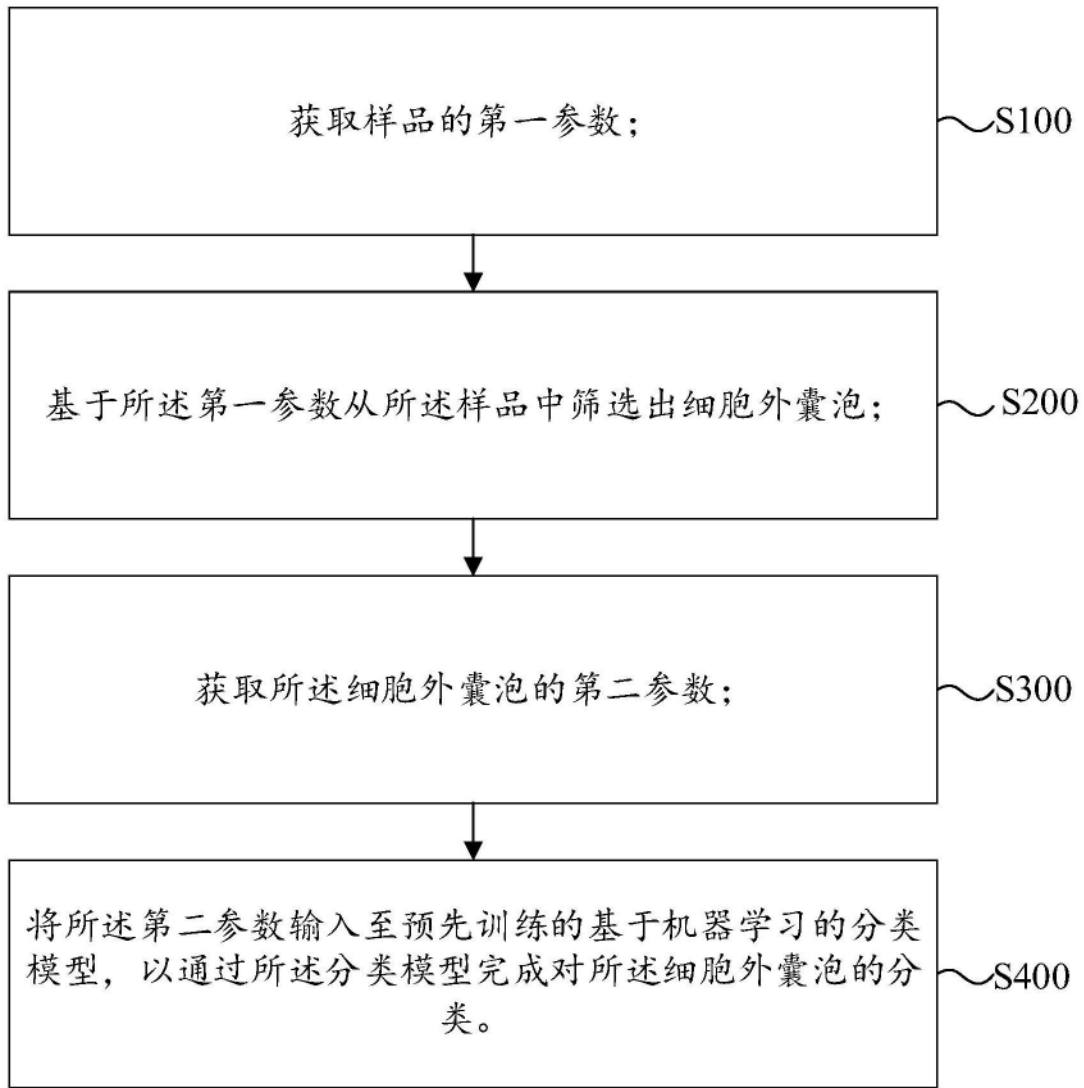 获取样品的第一参数;
S100
基于所述第一参数从所述样品中筛选出细胞外囊泡;
S200
获取所述细胞外囊泡的第二参数;
S300
将所述第二参数输入至预先训练的基于机器学习的分类
模型，以通过所述分类模型完成对所述细胞外囊泡的分
类。
S400